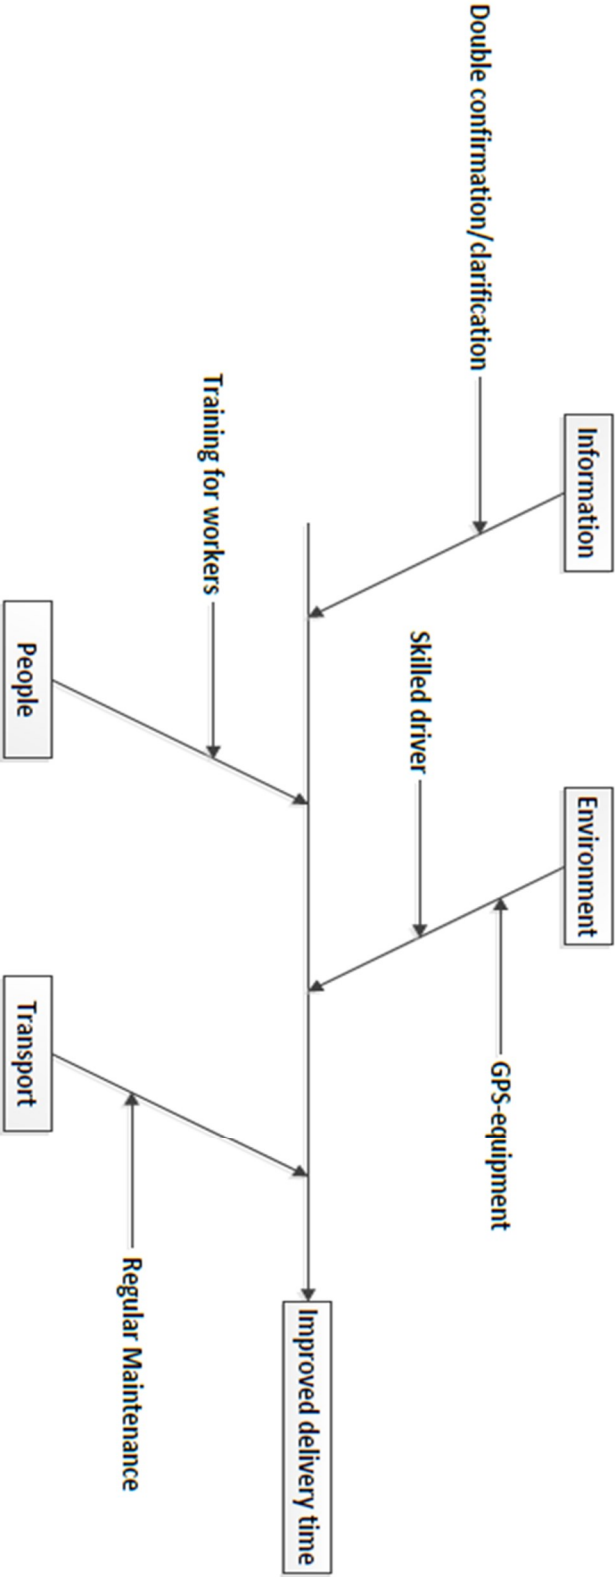 Information
Environment
Double confirmation/clarification
GPS-equipment
Skilled driver
Improved delivery time
Training for workers
Regular Maintenance
People
Transport